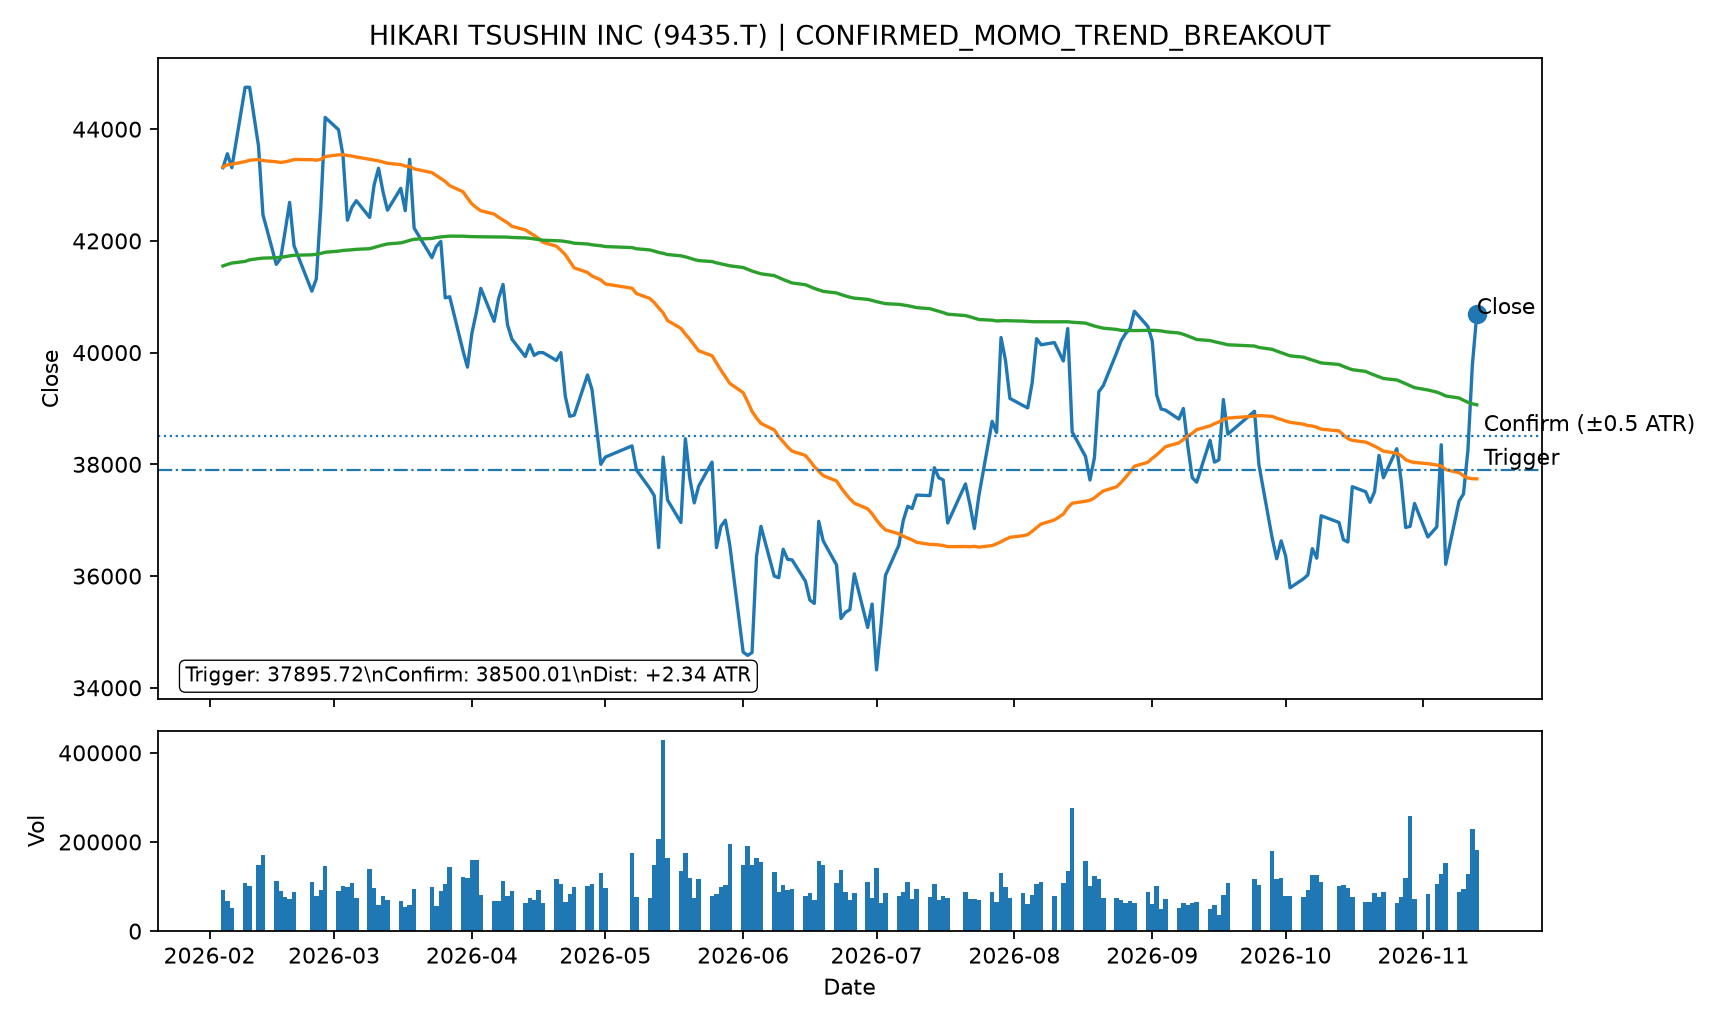 HIKARI TSUSHIN INC (9435.T) | CONFIRMED_MOMO_TREND_BREAKOUT
Close
44000
42000
40000
38000
36000
34000
Close
Confirm (±0.5 ATR)
Trigger
Trigger: 37895.72\nConfirm: 38500.01\nDist: +2.34 ATR
Vol
400000
200000
0
2026-02 2026-03 2026-04 2026-05 2026-06 2026-07 2026-08 2026-09 2026-10 2026-11
Date